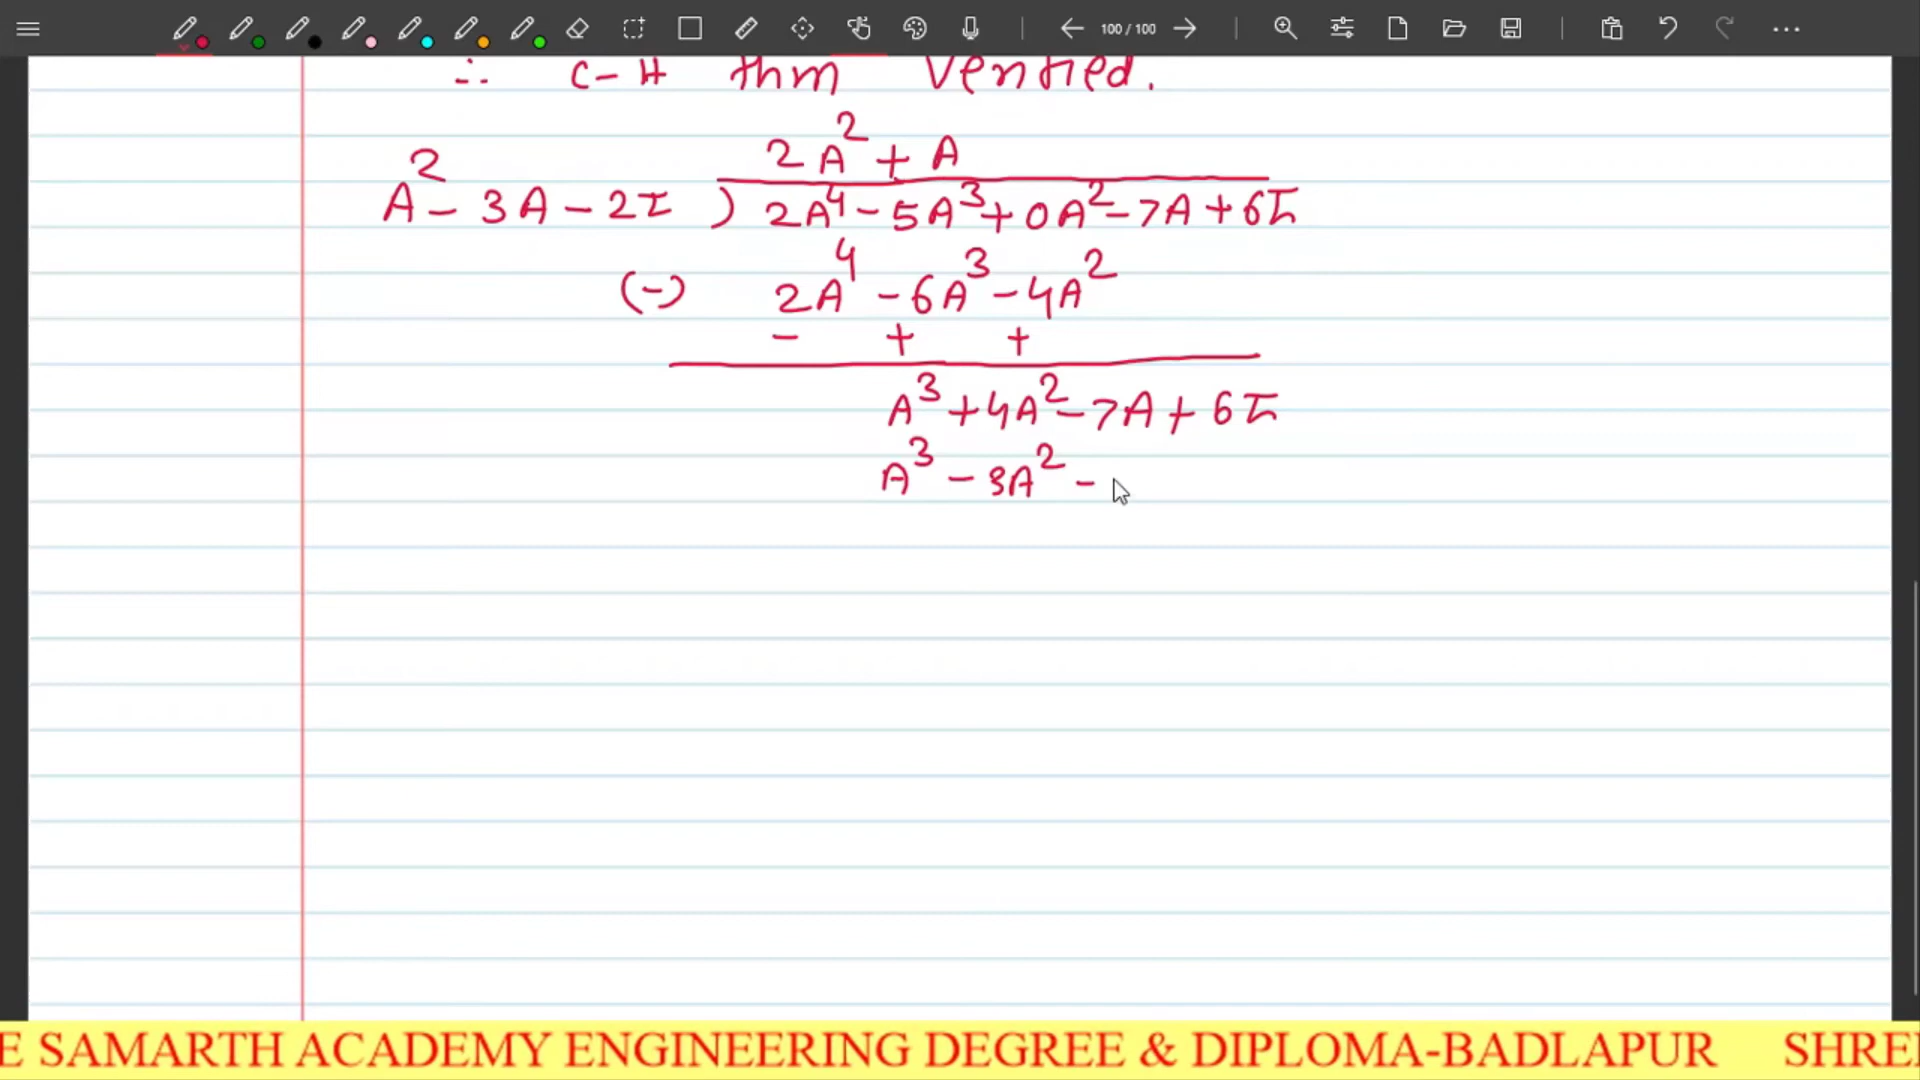 100 / 100
∴ C-H thm Verified.
2A² + A
A² - 3A - 2I ) 2A⁴ - 5A³ + 0A² - 7A + 6I
(-) 2A⁴ - 6A³ - 4A²
- + +
A³ + 4A² - 7A + 6I
A³ - 3A² -
E SAMARTH ACADEMY ENGINEERING DEGREE & DIPLOMA-BADLAPUR SHREE